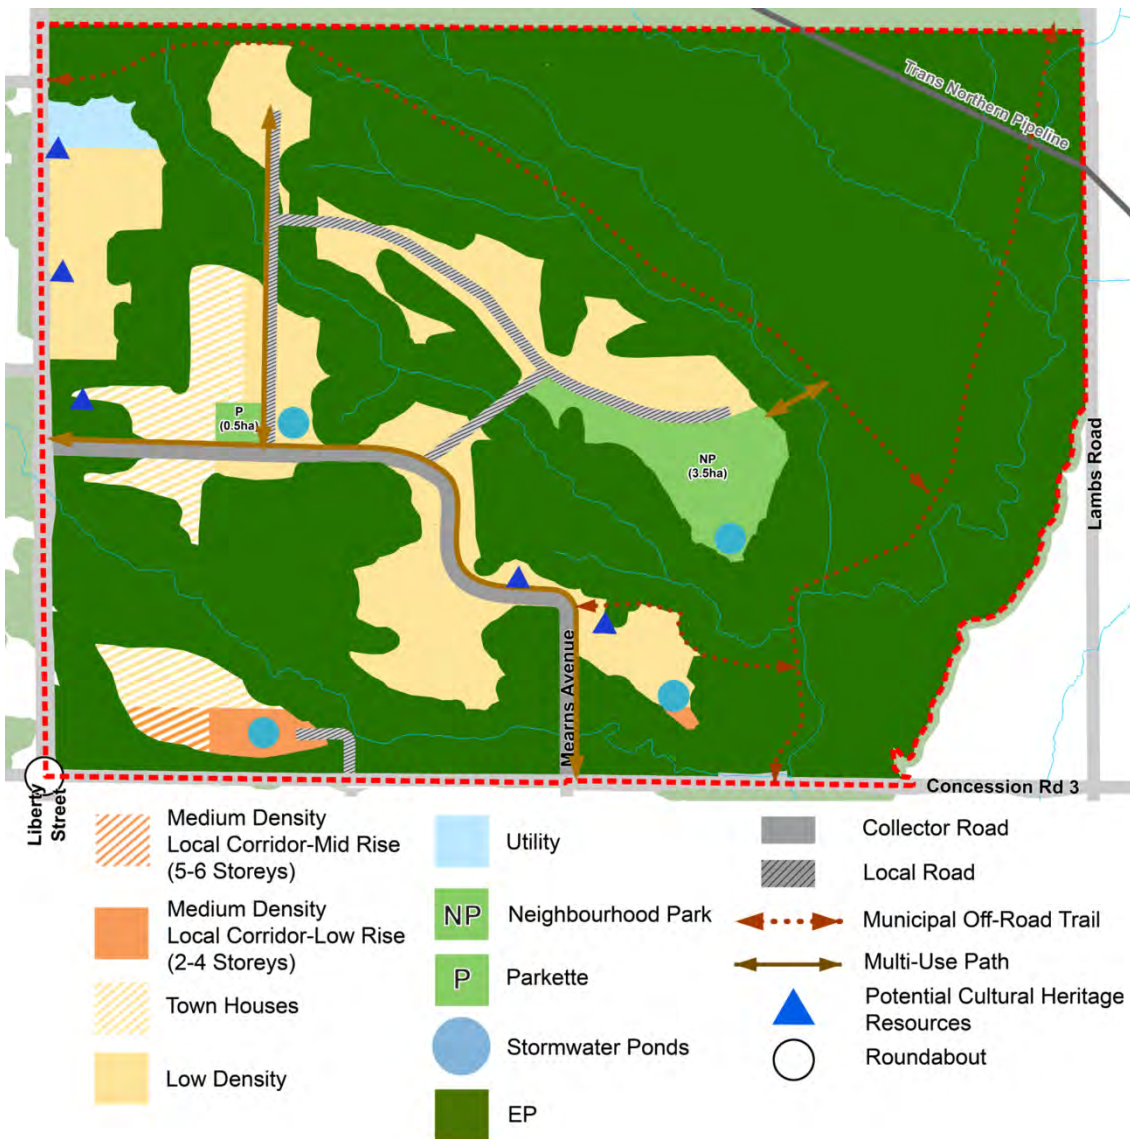 Trans Northern Pipeline
P
(0.5ha)
NP
(3.5ha)
Lambs Road
Mearns Avenue
Concession Rd 3
Liberty
Street
Medium Density
Local Corridor-Mid Rise
(5-6 Storeys)
Medium Density
Local Corridor-Low Rise
(2-4 Storeys)
Town Houses
Low Density
Utility
NP
Neighbourhood Park
P
Parkette
Stormwater Ponds
EP
Collector Road
Local Road
Municipal Off-Road Trail
Multi-Use Path
Potential Cultural Heritage
Resources
Roundabout